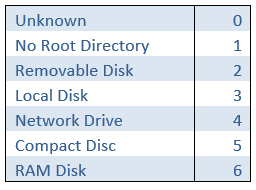 Unknown 0
No Root Directory 1
Removable Disk 2
Local Disk 3
Network Drive 4
Compact Disc 5
RAM Disk 6